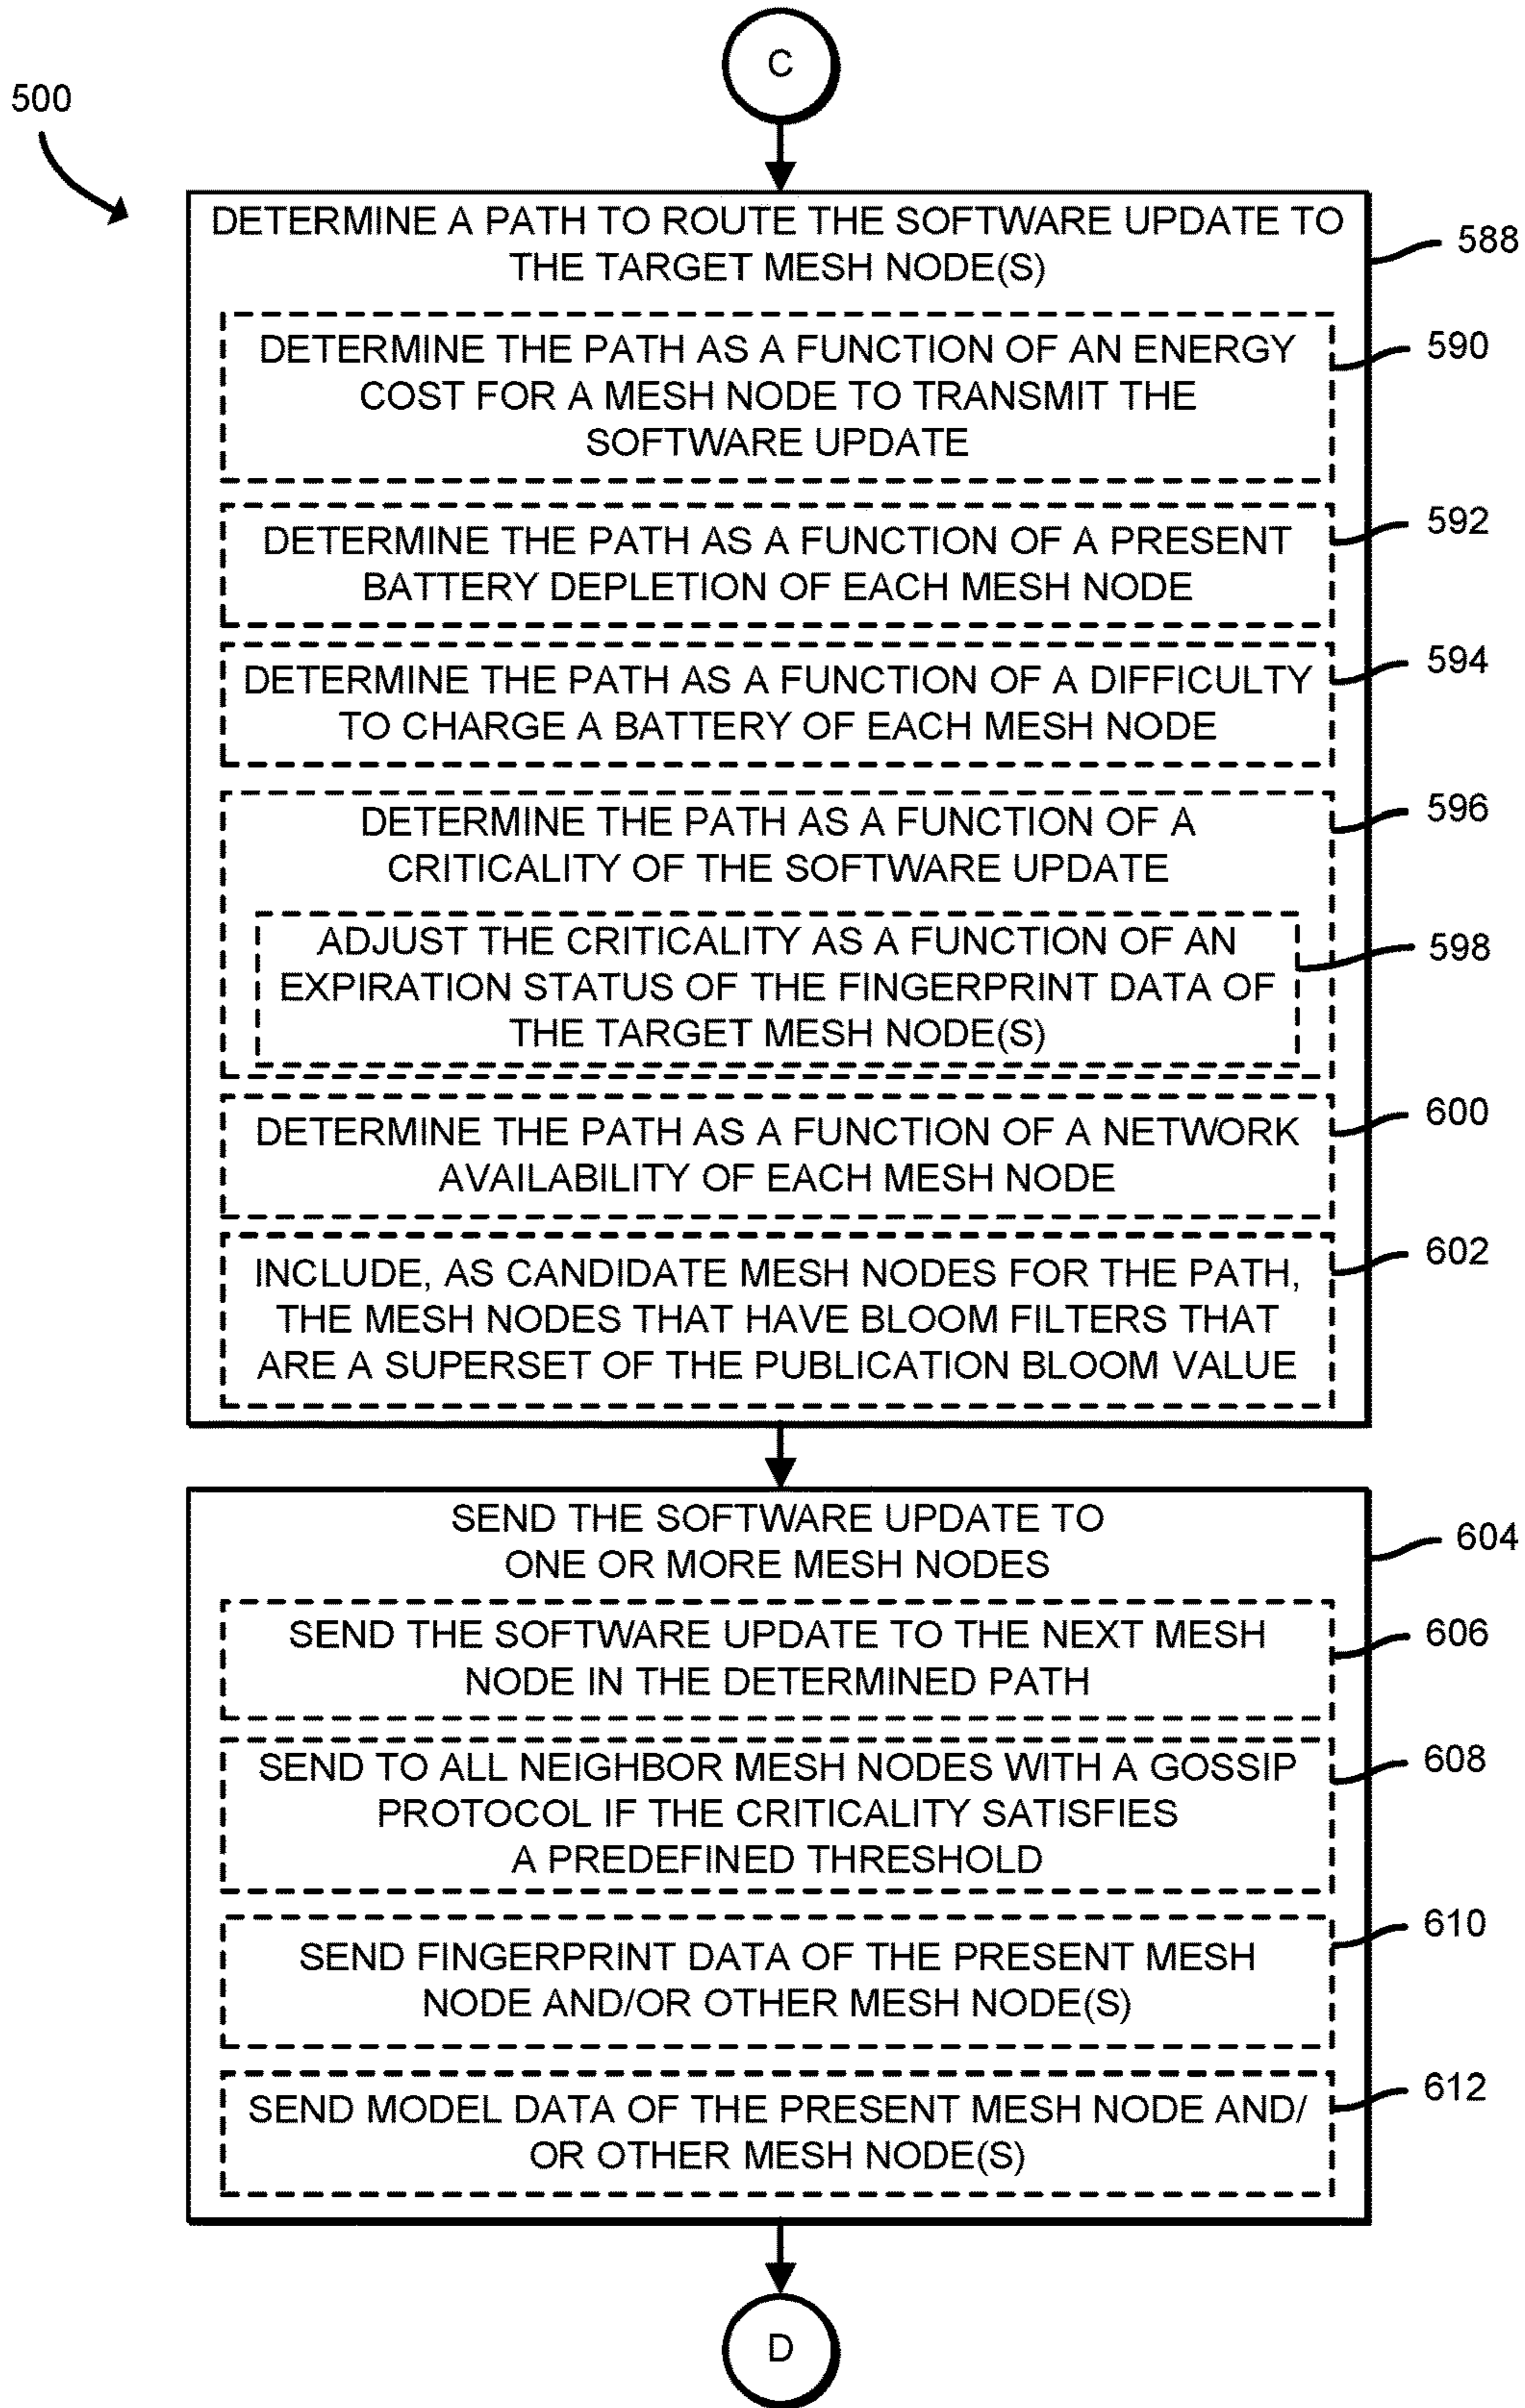 C
500
DETERMINE A PATH TO ROUTE THE SOFTWARE UPDATE TO
THE TARGET MESH NODE(S)
588
DETERMINE THE PATH AS A FUNCTION OF AN ENERGY
COST FOR A MESH NODE TO TRANSMIT THE
SOFTWARE UPDATE
590
DETERMINE THE PATH AS A FUNCTION OF A PRESENT
BATTERY DEPLETION OF EACH MESH NODE
592
DETERMINE THE PATH AS A FUNCTION OF A DIFFICULTY
TO CHARGE A BATTERY OF EACH MESH NODE
594
DETERMINE THE PATH AS A FUNCTION OF A
CRITICALITY OF THE SOFTWARE UPDATE
596
ADJUST THE CRITICALITY AS A FUNCTION OF AN
EXPIRATION STATUS OF THE FINGERPRINT DATA OF
THE TARGET MESH NODE(S)
598
DETERMINE THE PATH AS A FUNCTION OF A NETWORK
AVAILABILITY OF EACH MESH NODE
600
INCLUDE, AS CANDIDATE MESH NODES FOR THE PATH,
THE MESH NODES THAT HAVE BLOOM FILTERS THAT
ARE A SUPERSET OF THE PUBLICATION BLOOM VALUE
602
SEND THE SOFTWARE UPDATE TO
ONE OR MORE MESH NODES
604
SEND THE SOFTWARE UPDATE TO THE NEXT MESH
NODE IN THE DETERMINED PATH
606
SEND TO ALL NEIGHBOR MESH NODES WITH A GOSSIP
PROTOCOL IF THE CRITICALITY SATISFIES
A PREDEFINED THRESHOLD
608
SEND FINGERPRINT DATA OF THE PRESENT MESH
NODE AND/OR OTHER MESH NODE(S)
610
SEND MODEL DATA OF THE PRESENT MESH NODE AND/
OR OTHER MESH NODE(S)
612
D